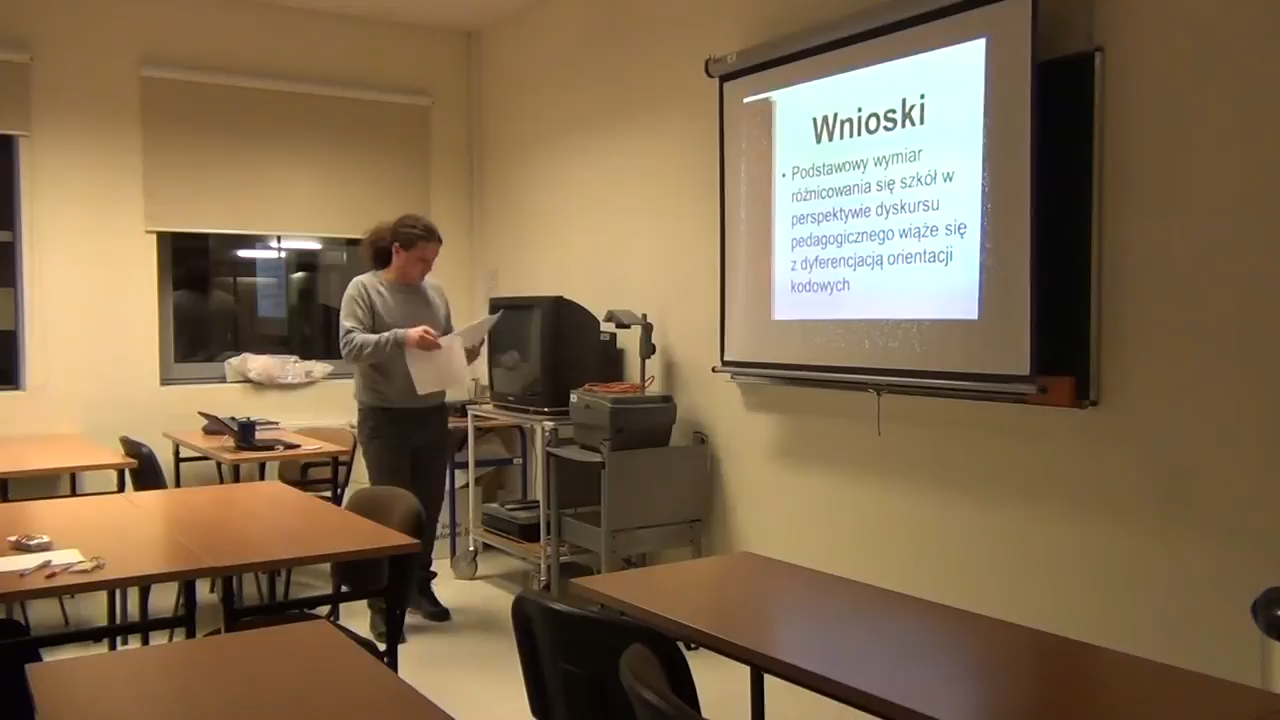 Wnioski
• Podstawowy wymiar
różnicowania się szkół w
perspektywie dyskursu
pedagogicznego wiąże się
z dyferencjacją orientacji
kodowych